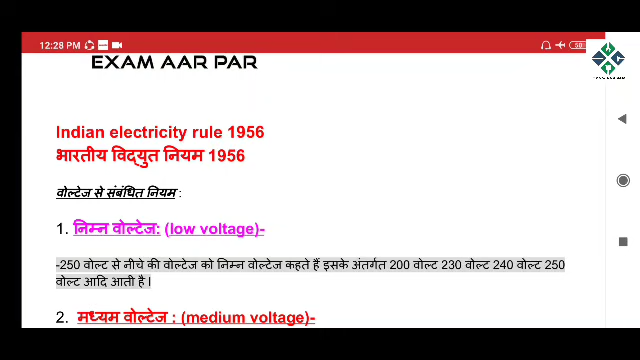 12:28 PM
58
EXAM AAR PAR
Indian electricity rule 1956
भारतीय विद्युत नियम 1956
वोल्टेज से संबंधित नियम :
1. निम्न वोल्टेज: (low voltage)-
-250 वोल्ट से नीचे की वोल्टेज को निम्न वोल्टेज कहते हैं इसके अंतर्गत 200 वोल्ट 230 वोल्ट 240 वोल्ट 250
वोल्ट आदि आती है l
2. मध्यम वोल्टेज : (medium voltage)-